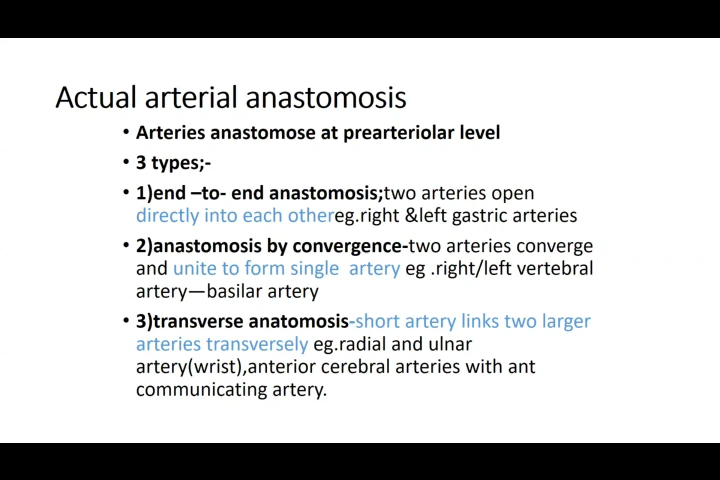 Actual arterial anastomosis
• Arteries anastomose at prearteriolar level
• 3 types;-
• 1)end –to- end anastomosis;two arteries open
directly into each othereg.right &left gastric arteries
• 2)anastomosis by convergence-two arteries converge
and unite to form single artery eg .right/left vertebral
artery—basilar artery
• 3)transverse anatomosis-short artery links two larger
arteries transversely eg.radial and ulnar
artery(wrist),anterior cerebral arteries with ant
communicating artery.